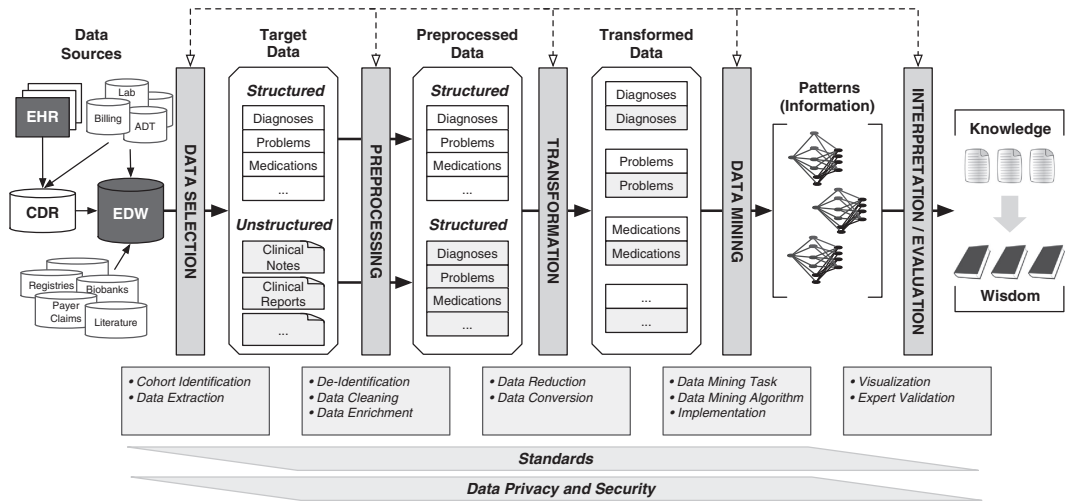 Data
Sources
EHR
Lab
Billing
ADT
CDR
EDW
Registries
Biobanks
Payer
Claims
Literature
DATA SELECTION
Target
Data
Structured
Diagnoses
Problems
Medications
...
Unstructured
Clinical
Notes
Clinical
Reports
...
PREPROCESSING
Preprocessed
Data
Structured
Diagnoses
Problems
Medications
...
Structured
Diagnoses
Problems
Medications
...
TRANSFORMATION
Transformed
Data
Diagnoses
Diagnoses
Problems
Problems
Medications
Medications
...
...
DATA MINING
Patterns
(Information)
INTERPRETATION / EVALUATION
Knowledge
Wisdom
• Cohort Identification
• Data Extraction
• De-Identification
• Data Cleaning
• Data Enrichment
• Data Reduction
• Data Conversion
• Data Mining Task
• Data Mining Algorithm
• Implementation
• Visualization
• Expert Validation
Standards
Data Privacy and Security